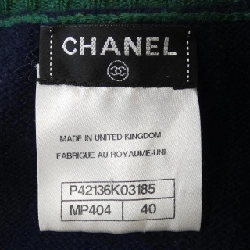 CHANEL
MADE IN UNITED KINGDOM
FABRIQUE AU ROYAUME-UNI
P42136K03185
MP404 40